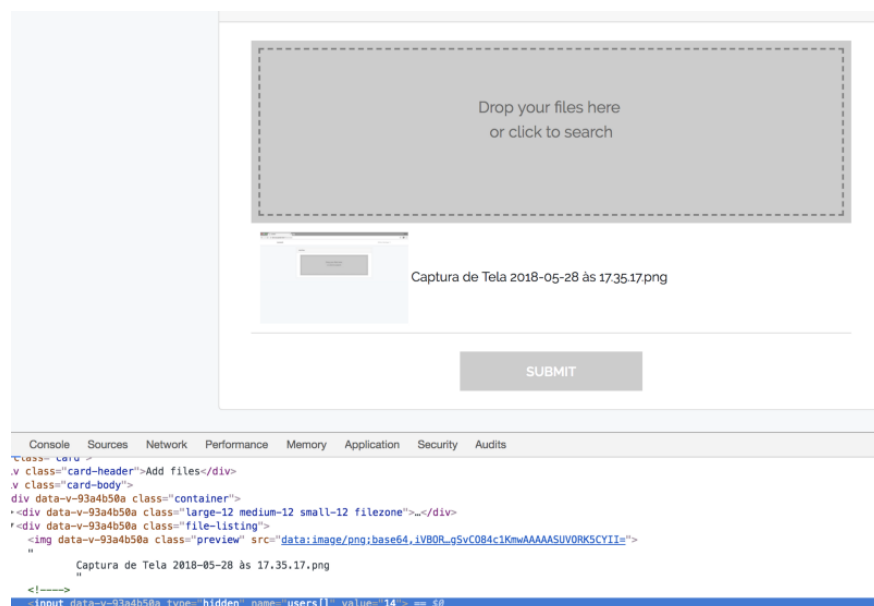 Drop your files here
or click to search
Captura de Tela 2018-05-28 às 17.35.17.png
SUBMIT
Console Sources Network Performance Memory Application Security Audits
class="card">
v class="card-header">Add files</div>
v class="card-body">
div data-v-93a4b50a class="container">
<div data-v-93a4b50a class="large-12 medium-12 small-12 filezone">…</div>
<div data-v-93a4b50a class="file-listing">
<img data-v-93a4b50a class="preview" src="data:image/png;base64,iVBOR…gSvCO84c1KmwAAAAASUVORK5CYII=">
"
Captura de Tela 2018-05-28 às 17.35.17.png
"
<!---->
<input data-v-93a4b50a type="hidden" name="users[]" value="14"> == $0